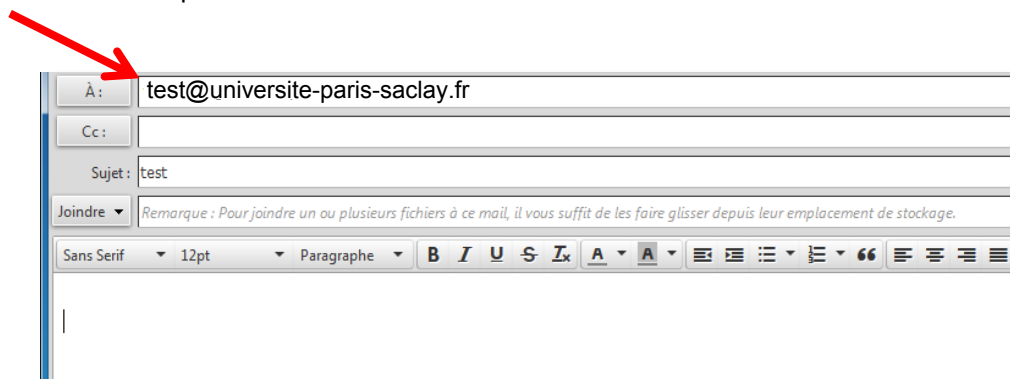 À :
test@universite-paris-saclay.fr
Cc :
Sujet : test
Joindre
Remarque : Pour joindre un ou plusieurs fichiers à ce mail, il vous suffit de les faire glisser depuis leur emplacement de stockage.
Sans Serif 12pt Paragraphe B I U S Tx A A